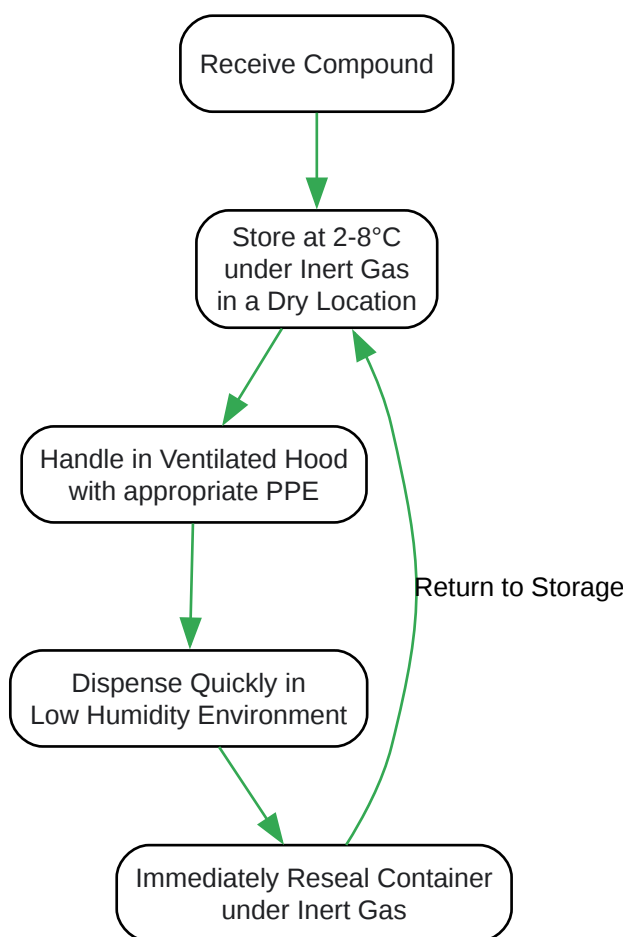 Receive Compound
Store at 2-8°C
under Inert Gas
in a Dry Location
Handle in Ventilated Hood
with appropriate PPE
Return to Storage
Dispense Quickly in
Low Humidity Environment
Immediately Reseal Container
under Inert Gas